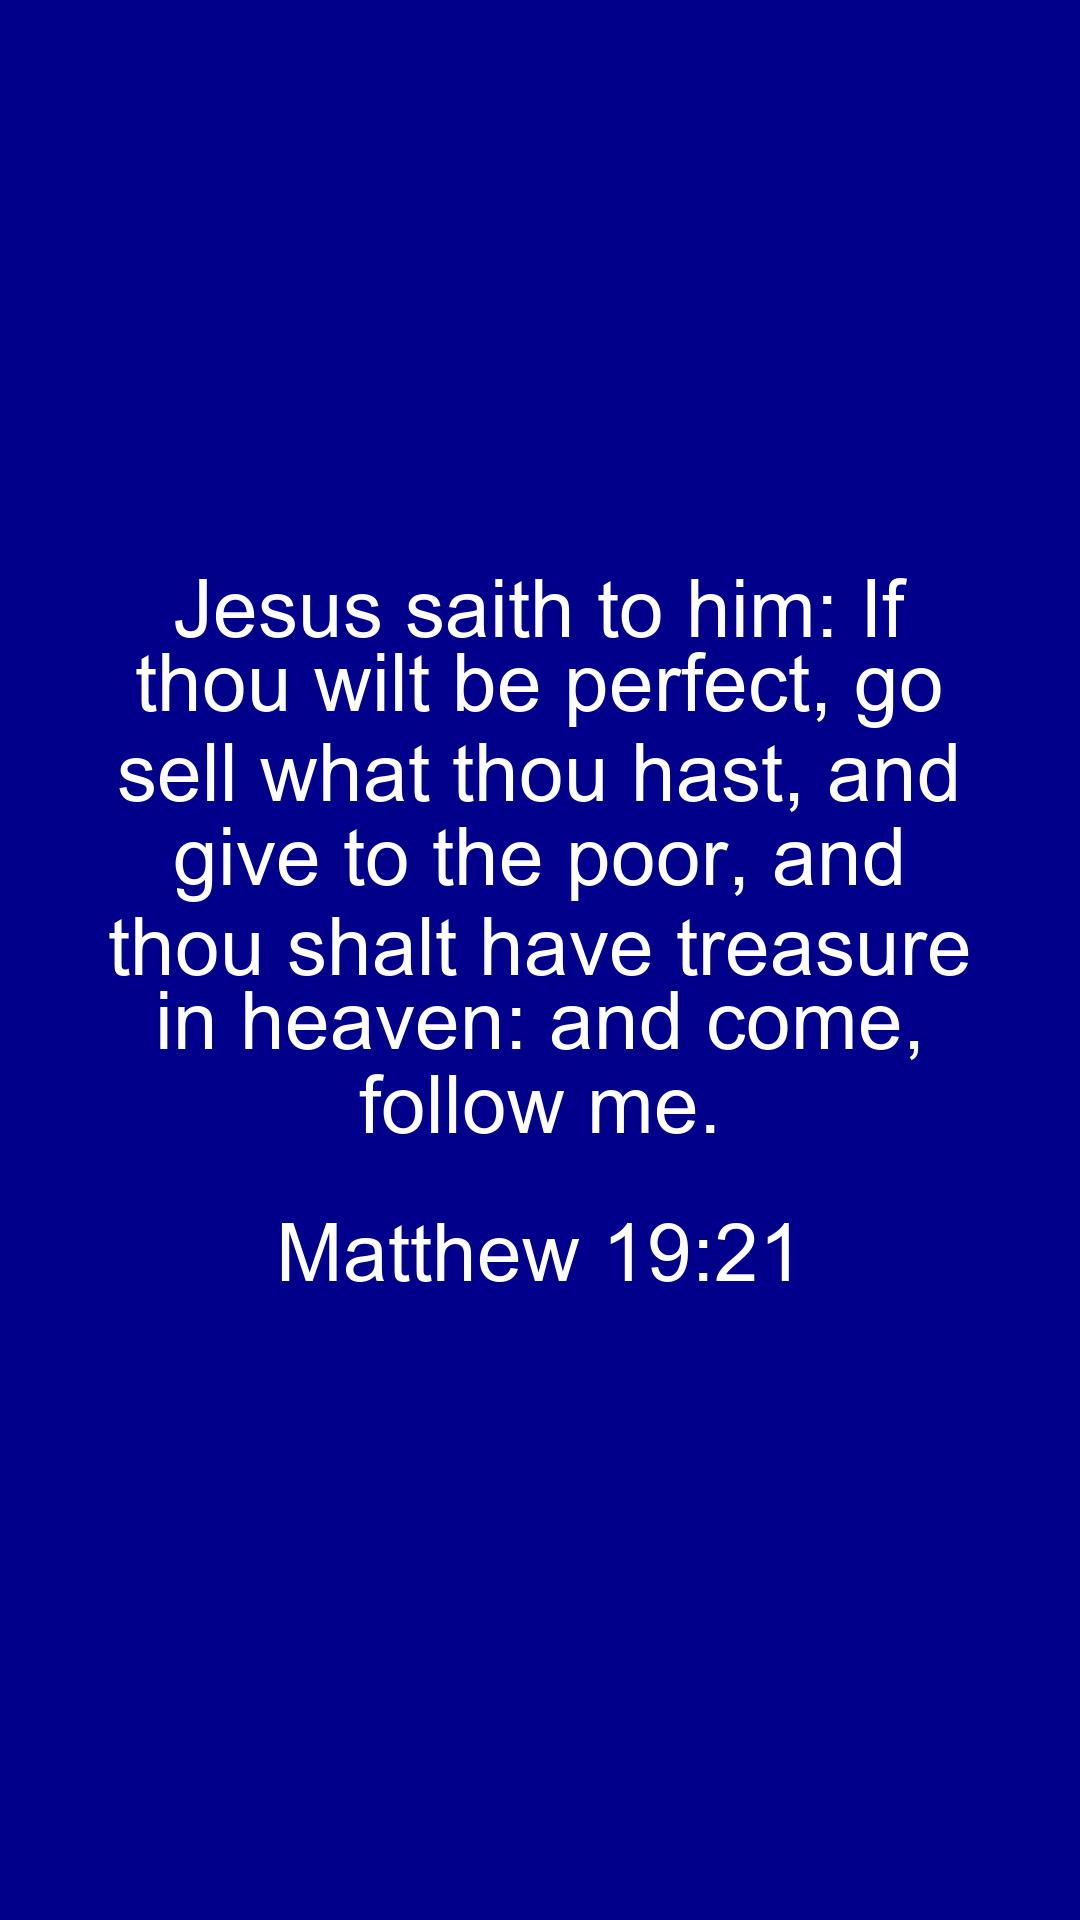 Jesus saith to him: If
thou wilt be perfect, go
sell what thou hast, and
give to the poor, and
thou shalt have treasure
in heaven: and come,
follow me.
Matthew 19:21